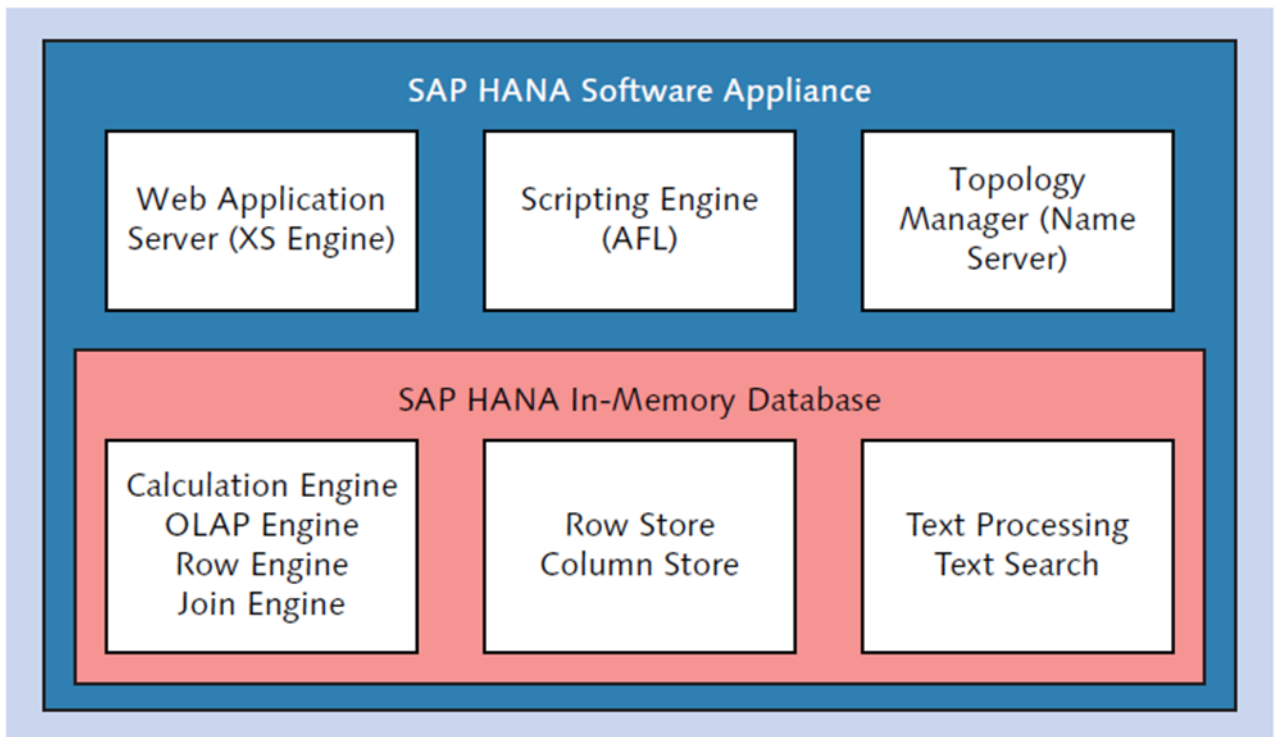 SAP HANA Software Appliance
Web Application
Server (XS Engine)
Scripting Engine
(AFL)
Topology
Manager (Name
Server)
SAP HANA In-Memory Database
Calculation Engine
OLAP Engine
Row Engine
Join Engine
Row Store
Column Store
Text Processing
Text Search